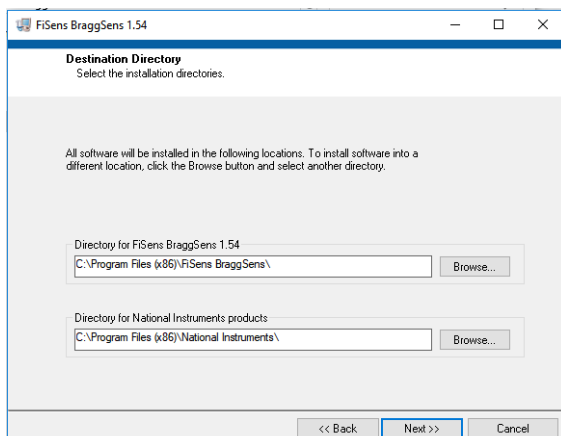 FiSens BraggSens 1.54
Destination Directory
Select the installation directories.
All software will be installed in the following locations. To install software into a
different location, click the Browse button and select another directory.
Directory for FiSens BraggSens 1.54
C:\Program Files (x86)\FiSens BraggSens\
Browse...
Directory for National Instruments products
C:\Program Files (x86)\National Instruments\
Browse...
<< Back
Next >>
Cancel